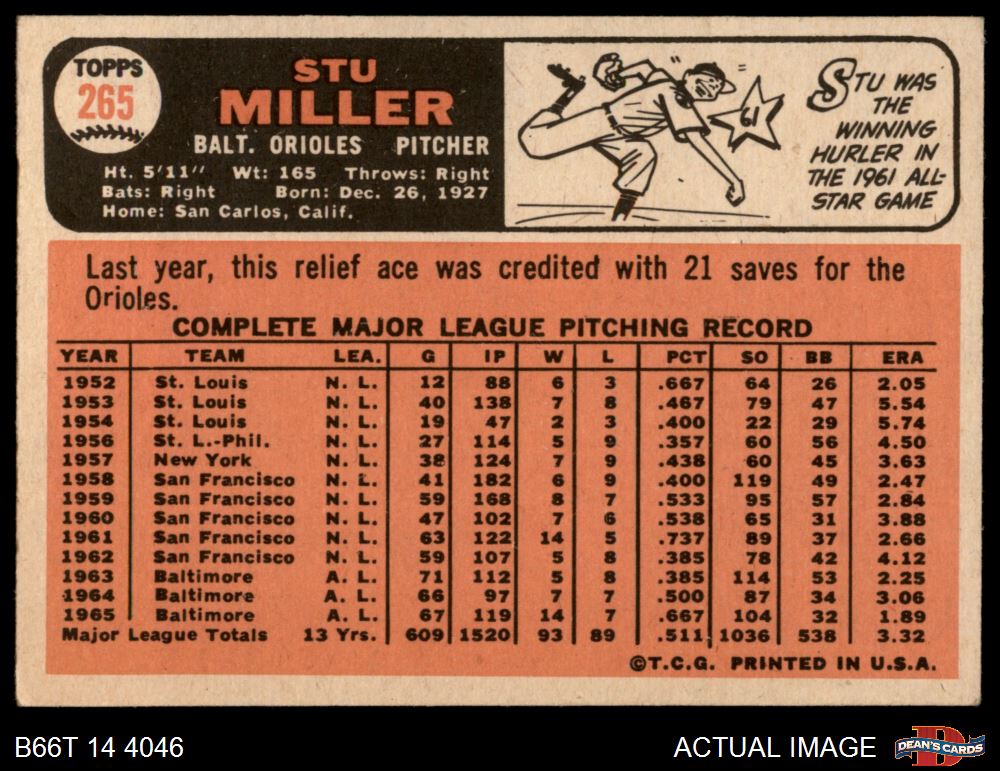 TOPPS
265
STU
MILLER
BALT. ORIOLES PITCHER
Ht. 5'11" Wt: 165 Throws: Right
Bats: Right Born: Dec. 26, 1927
Home: San Carlos, Calif.
61
STU WAS
THE
WINNING
HURLER IN
THE 1961 ALL-
STAR GAME
Last year, this relief ace was credited with 21 saves for the
Orioles.
COMPLETE MAJOR LEAGUE PITCHING RECORD
YEAR TEAM LEA. G IP W L PCT SO BB ERA
1952 St. Louis N. L. 12 88 6 3 .667 64 26 2.05
1953 St. Louis N. L. 40 138 7 8 .467 79 47 5.54
1954 St. Louis N. L. 19 47 2 3 .400 22 29 5.74
1956 St. L.-Phil. N. L. 27 114 5 9 .357 60 56 4.50
1957 New York N. L. 38 124 7 9 .438 60 45 3.63
1958 San Francisco N. L. 41 182 6 9 .400 119 49 2.47
1959 San Francisco N. L. 59 168 8 7 .533 95 57 2.84
1960 San Francisco N. L. 47 102 7 6 .538 65 31 3.88
1961 San Francisco N. L. 63 122 14 5 .737 89 37 2.66
1962 San Francisco N. L. 59 107 5 8 .385 78 42 4.12
1963 Baltimore A. L. 71 112 5 8 .385 114 53 2.25
1964 Baltimore A. L. 66 97 7 7 .500 87 34 3.06
1965 Baltimore A. L. 67 119 14 7 .667 104 32 1.89
Major League Totals 13 Yrs. 609 1520 93 89 .511 1036 538 3.32
©T.C.G. PRINTED IN U.S.A.
B66T 14 4046
ACTUAL IMAGE
D
DEAN'S CARDS